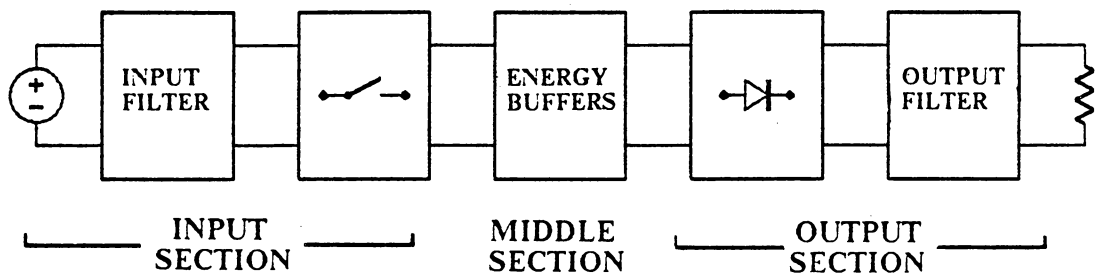 INPUT
FILTER
ENERGY
BUFFERS
OUTPUT
FILTER
+
−
INPUT
SECTION
MIDDLE
SECTION
OUTPUT
SECTION